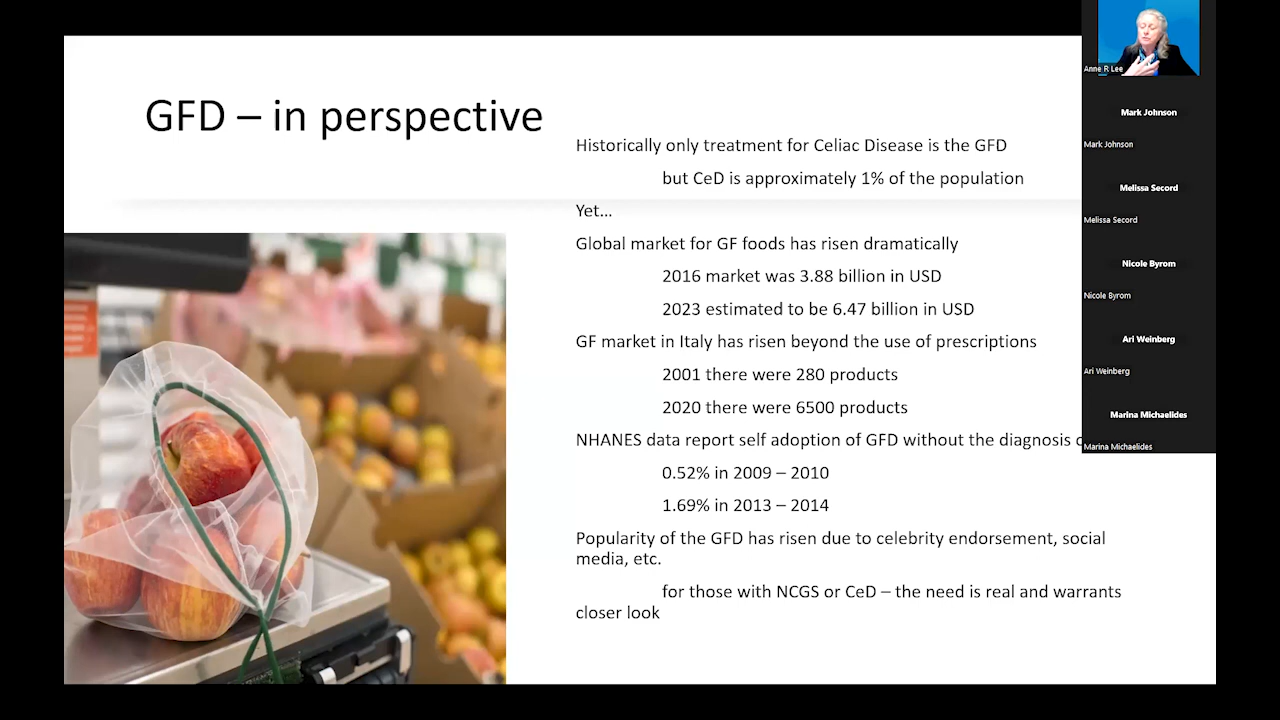 GFD – in perspective
Historically only treatment for Celiac Disease is the GFD
but CeD is approximately 1% of the population
Yet...
Global market for GF foods has risen dramatically
2016 market was 3.88 billion in USD
2023 estimated to be 6.47 billion in USD
GF market in Italy has risen beyond the use of prescriptions
2001 there were 280 products
2020 there were 6500 products
NHANES data report self adoption of GFD without the diagnosis
0.52% in 2009 – 2010
1.69% in 2013 – 2014
Popularity of the GFD has risen due to celebrity endorsement, social
media, etc.
for those with NCGS or CeD – the need is real and warrants
closer look
Anne R Lee
Mark Johnson
Mark Johnson
Melissa Secord
Melissa Secord
Nicole Byrom
Nicole Byrom
Ari Weinberg
Ari Weinberg
Marina Michaelides
Marina Michaelides